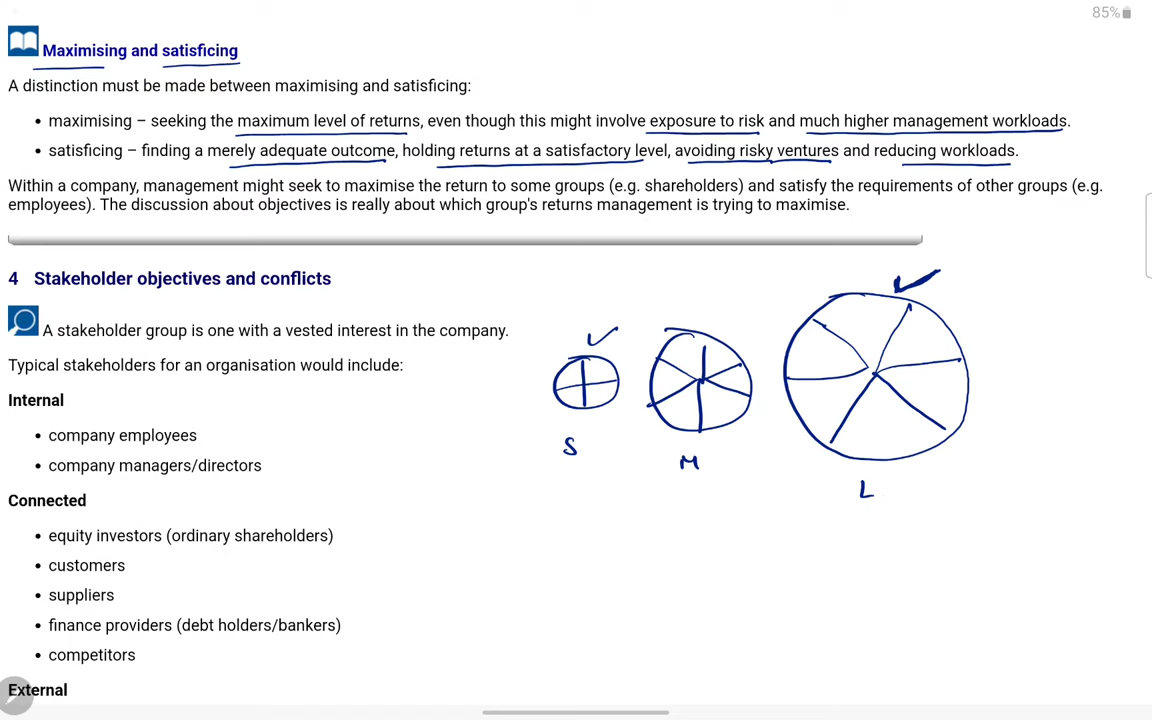 85%
Maximising and satisficing
A distinction must be made between maximising and satisficing:
• maximising – seeking the maximum level of returns, even though this might involve exposure to risk and much higher management workloads.
• satisficing – finding a merely adequate outcome, holding returns at a satisfactory level, avoiding risky ventures and reducing workloads.
Within a company, management might seek to maximise the return to some groups (e.g. shareholders) and satisfy the requirements of other groups (e.g.
employees). The discussion about objectives is really about which group's returns management is trying to maximise.
4 Stakeholder objectives and conflicts
A stakeholder group is one with a vested interest in the company.
Typical stakeholders for an organisation would include:
Internal
• company employees
• company managers/directors
Connected
• equity investors (ordinary shareholders)
• customers
• suppliers
• finance providers (debt holders/bankers)
• competitors
External
S
M
L